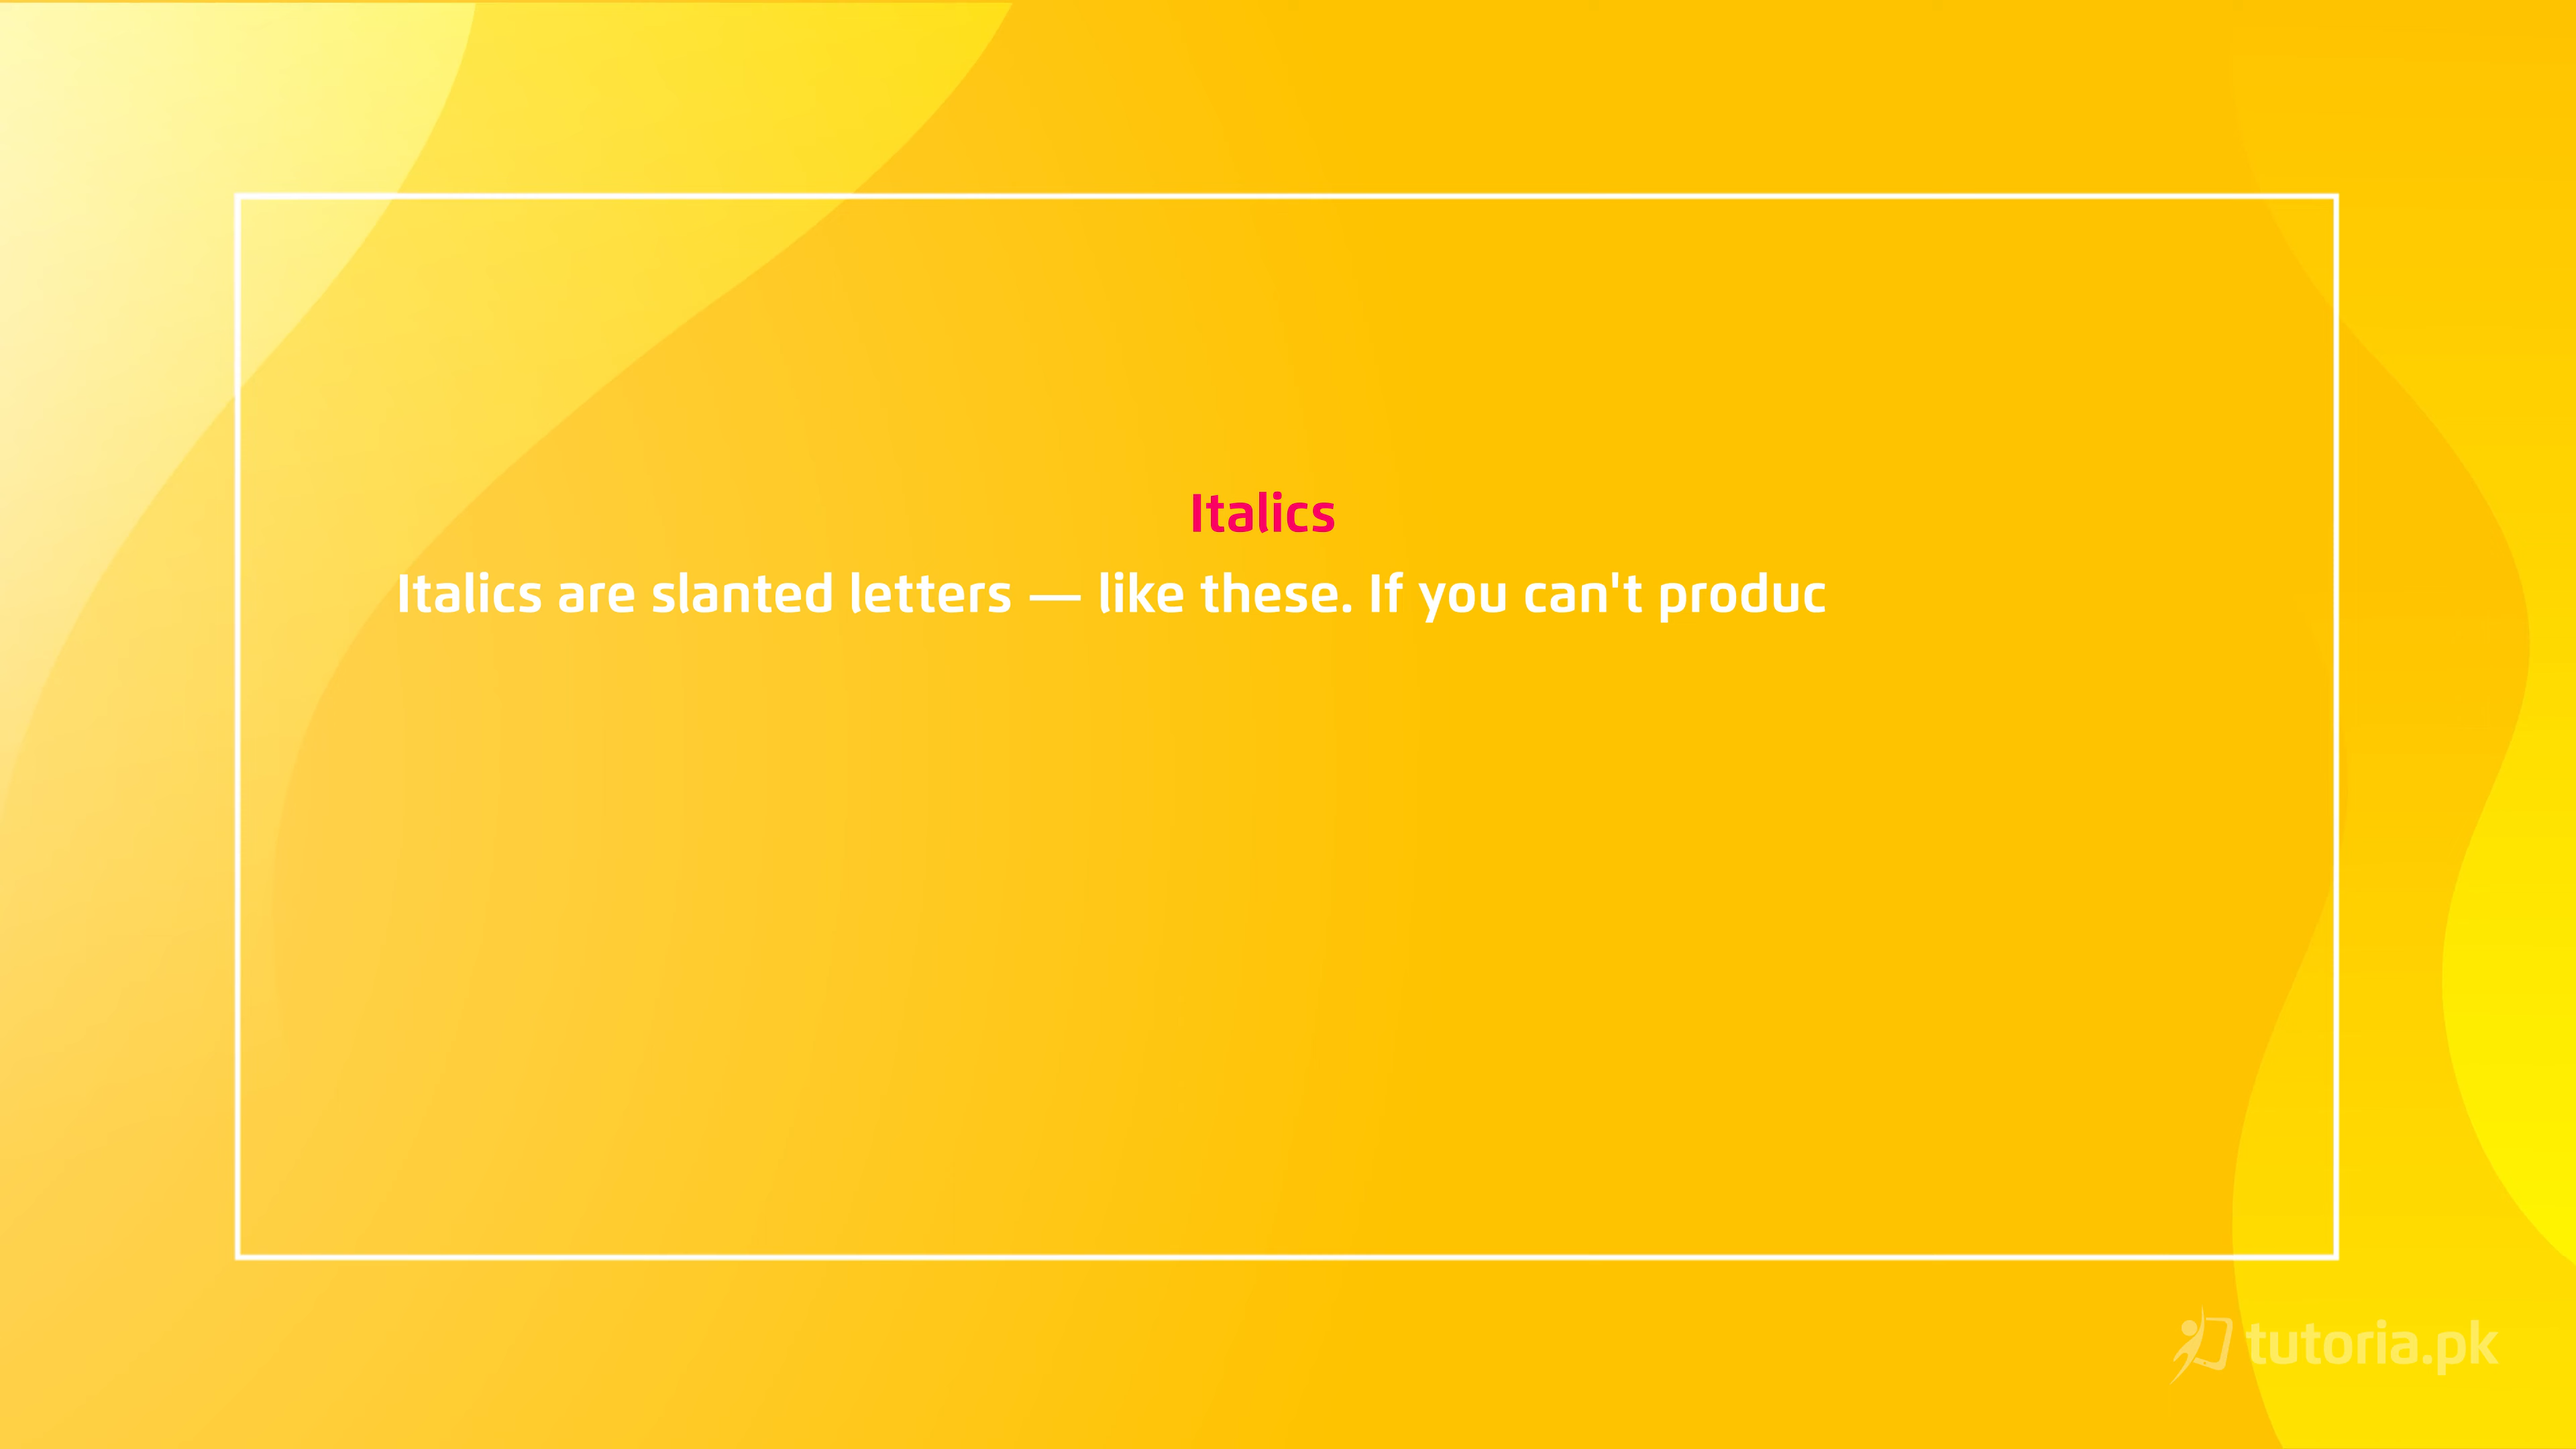 Italics
Italics are slanted letters — like these. If you can't produc
tutoria.pk